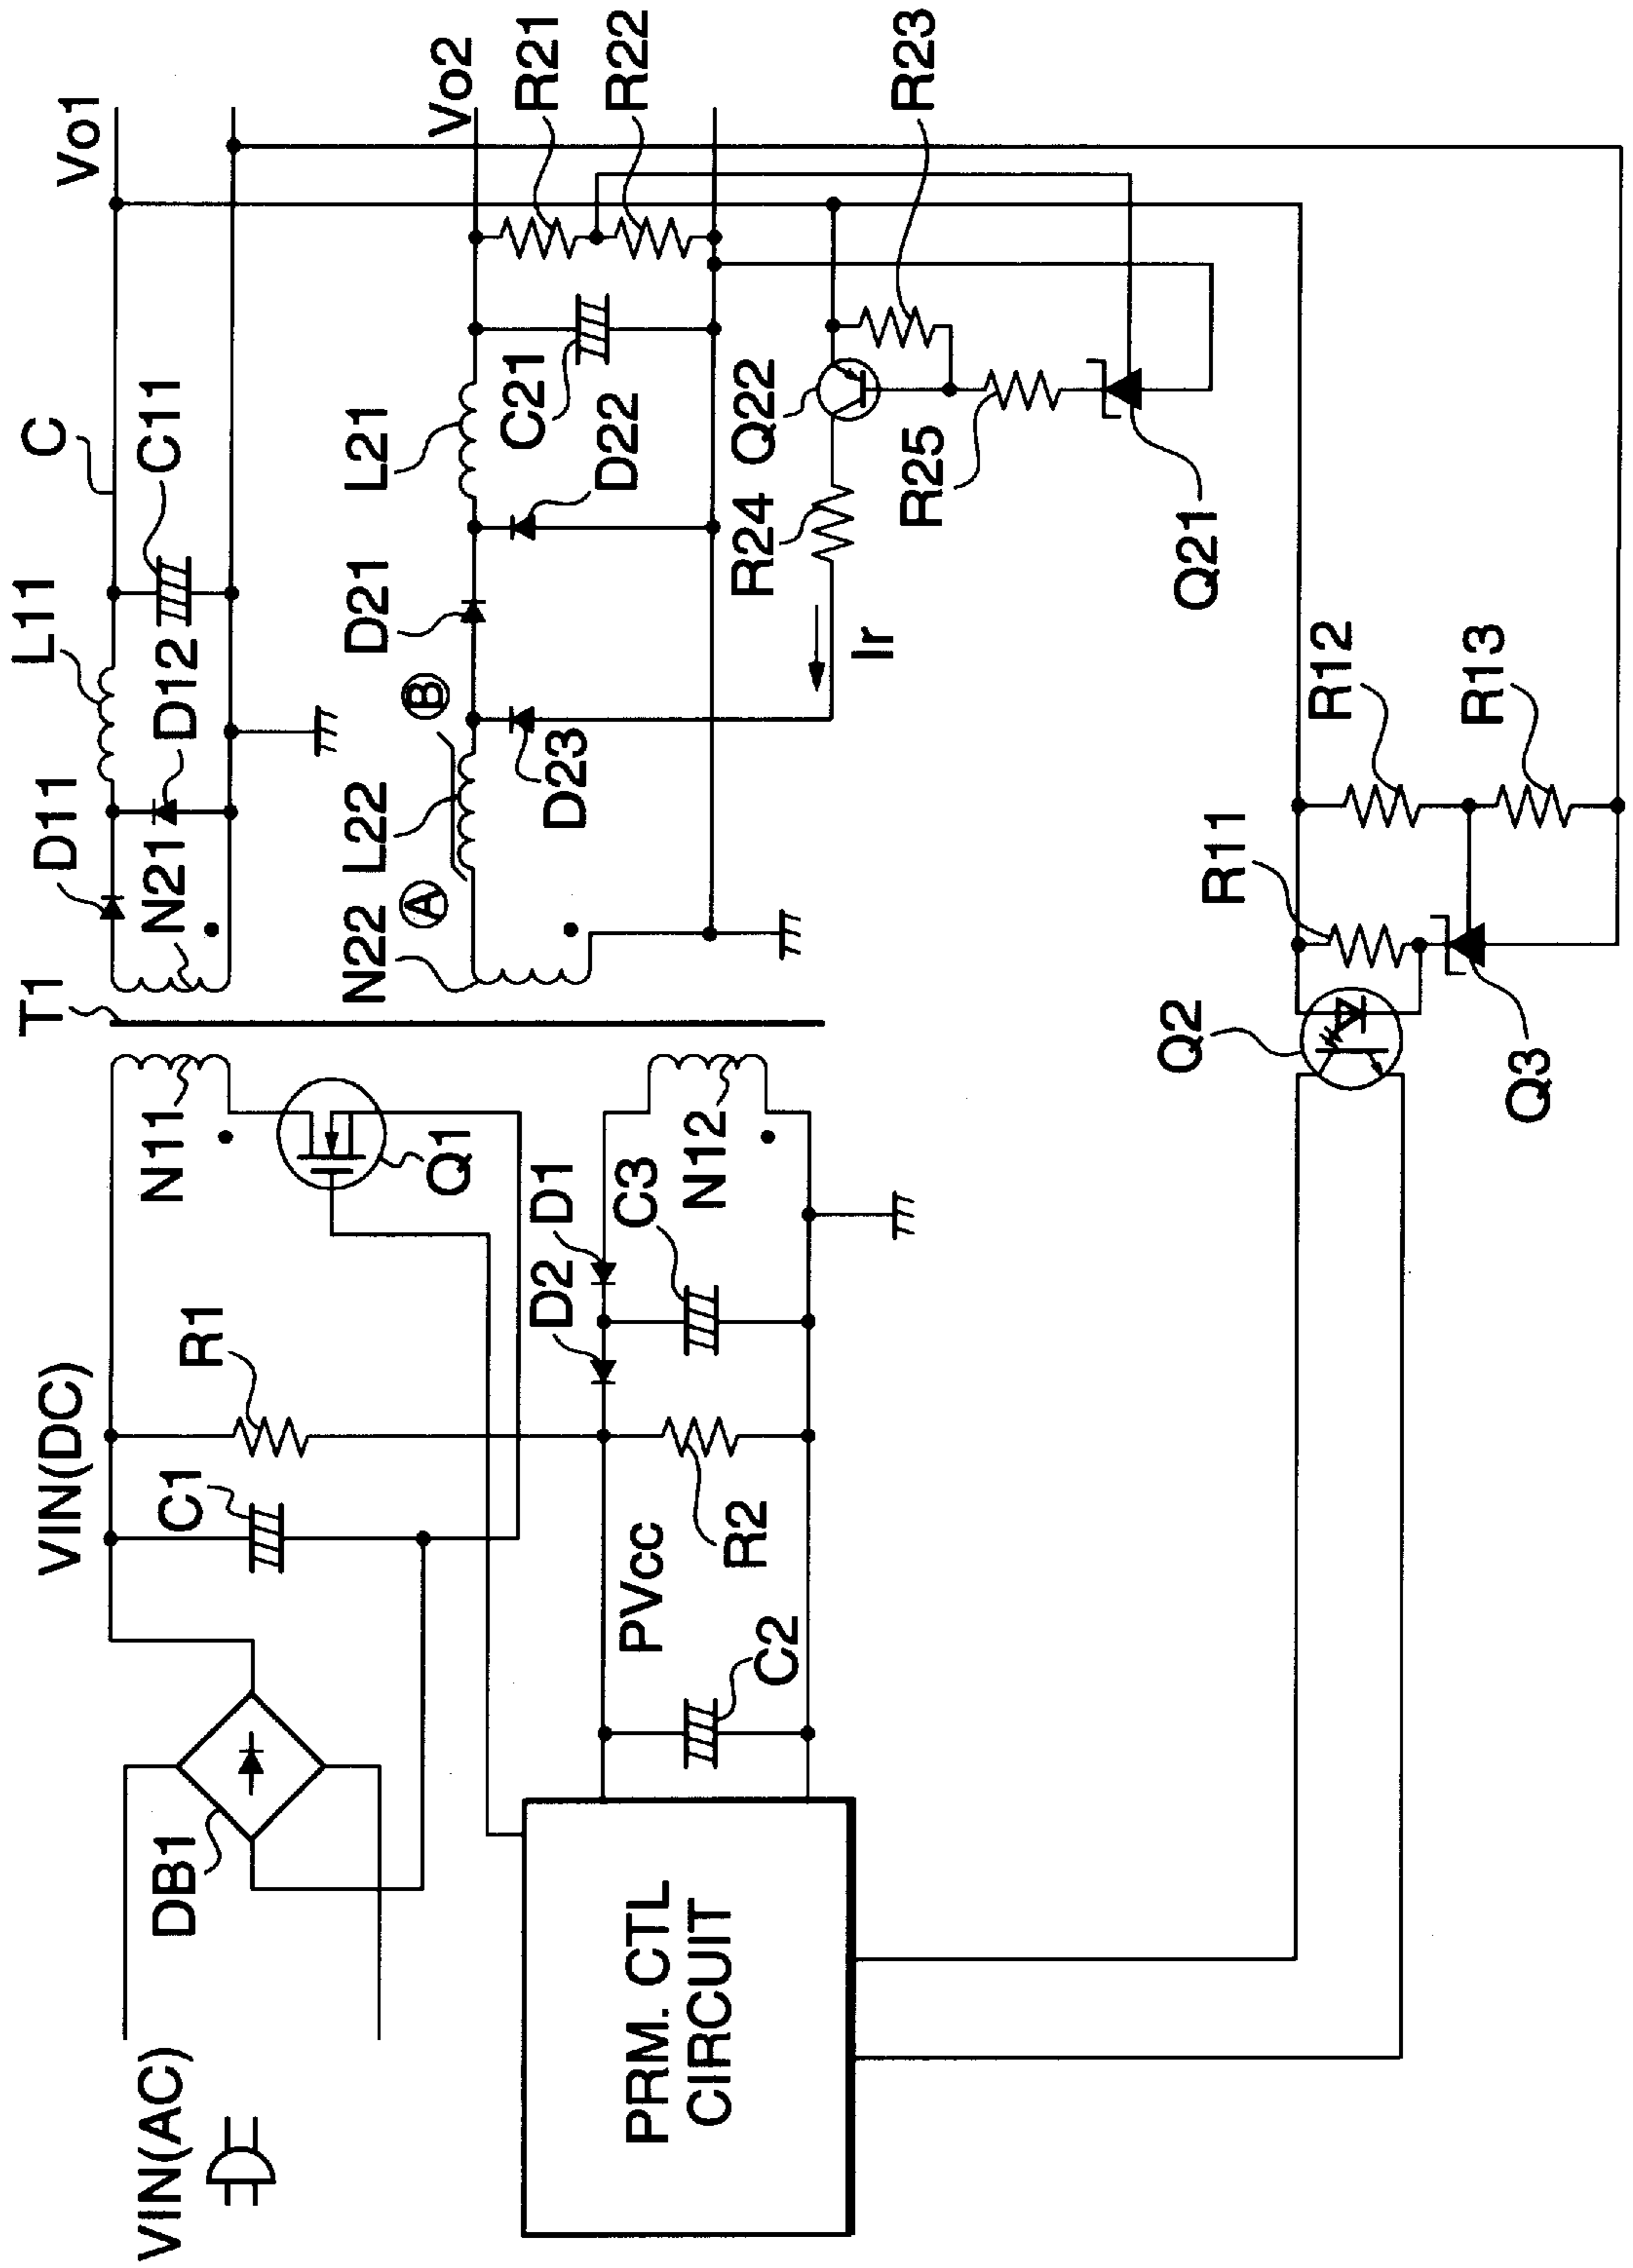 VIN(AC)
DB1
VIN(DC)
C1
R1
N11
Q1
T1
D11
N21
L11
D12
C
C11
Vo1
PRM. CTL
CIRCUIT
PVcc
C2
R2
D2
D1
C3
N12
N22
A
L22
B
D23
D21
L21
D22
C21
Vo2
R21
R22
R23
Ir
R24
Q22
R25
Q21
Q2
R11
Q3
R12
R13